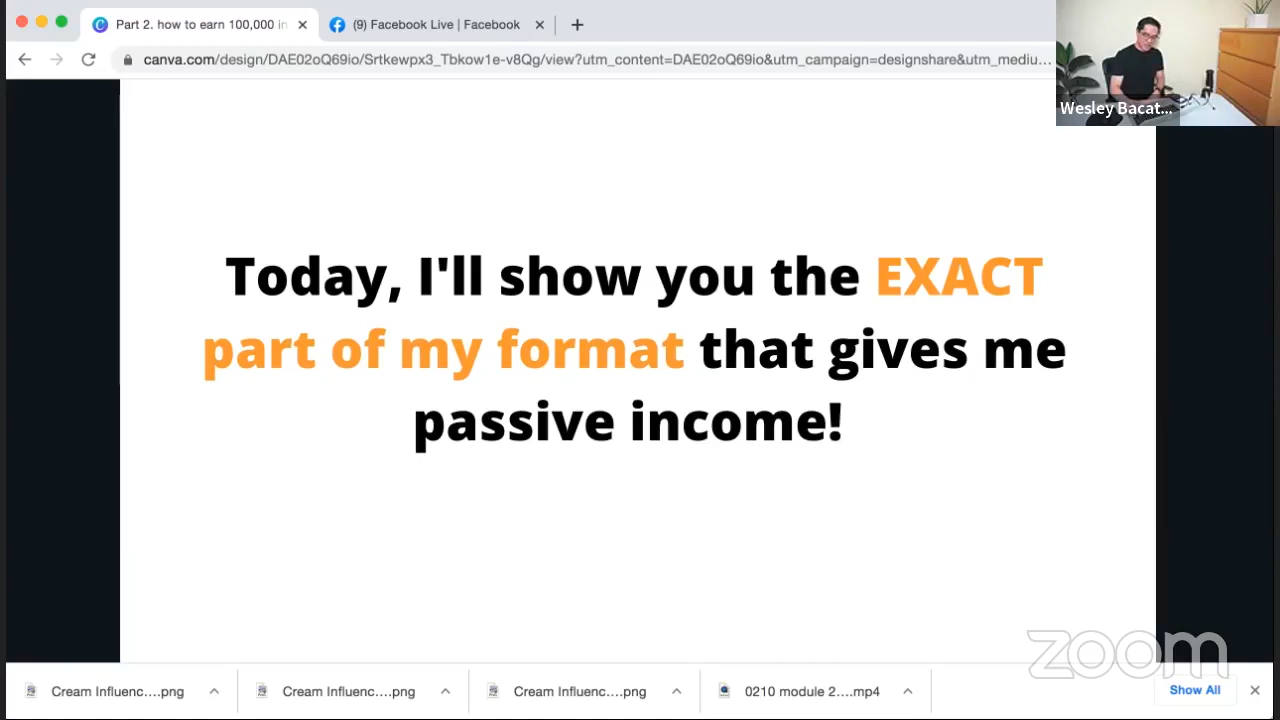 Part 2. how to earn 100,000 in
(9) Facebook Live | Facebook
canva.com/design/DAE02oQ69io/Srtkewpx3_Tbkow1e-v8Qg/view?utm_content=DAE02oQ69io&utm_campaign=designshare&utm_mediu...
Wesley Bacat...
Today, I'll show you the EXACT
part of my format that gives me
passive income!
zoom
Cream Influenc....png
Cream Influenc....png
Cream Influenc....png
0210 module 2....mp4
Show All